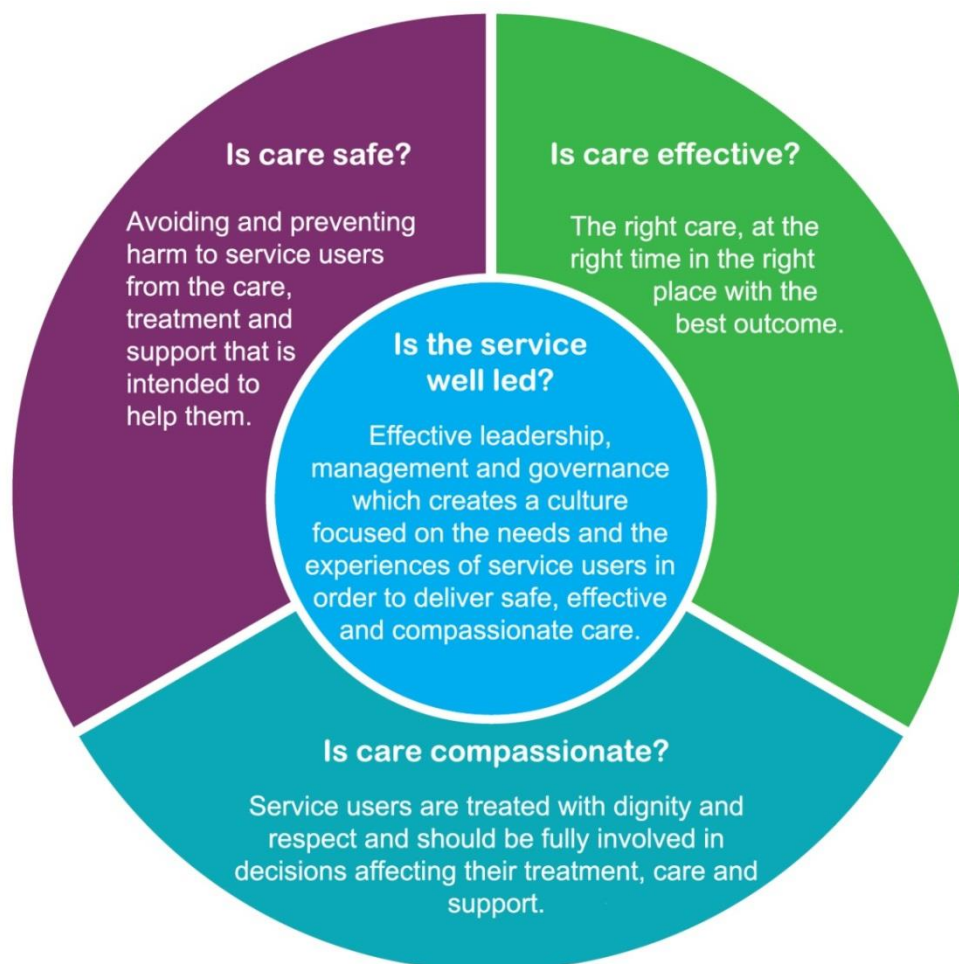 Is care safe?
Avoiding and preventing
harm to service users
from the care,
treatment and
support that is
intended to
help them.
Is care effective?
The right care, at the
right time in the right
place with the
best outcome.
Is the service
well led?
Effective leadership,
management and governance
which creates a culture
focused on the needs and the
experiences of service users in
order to deliver safe, effective
and compassionate care.
Is care compassionate?
Service users are treated with dignity and
respect and should be fully involved in
decisions affecting their treatment, care and
support.